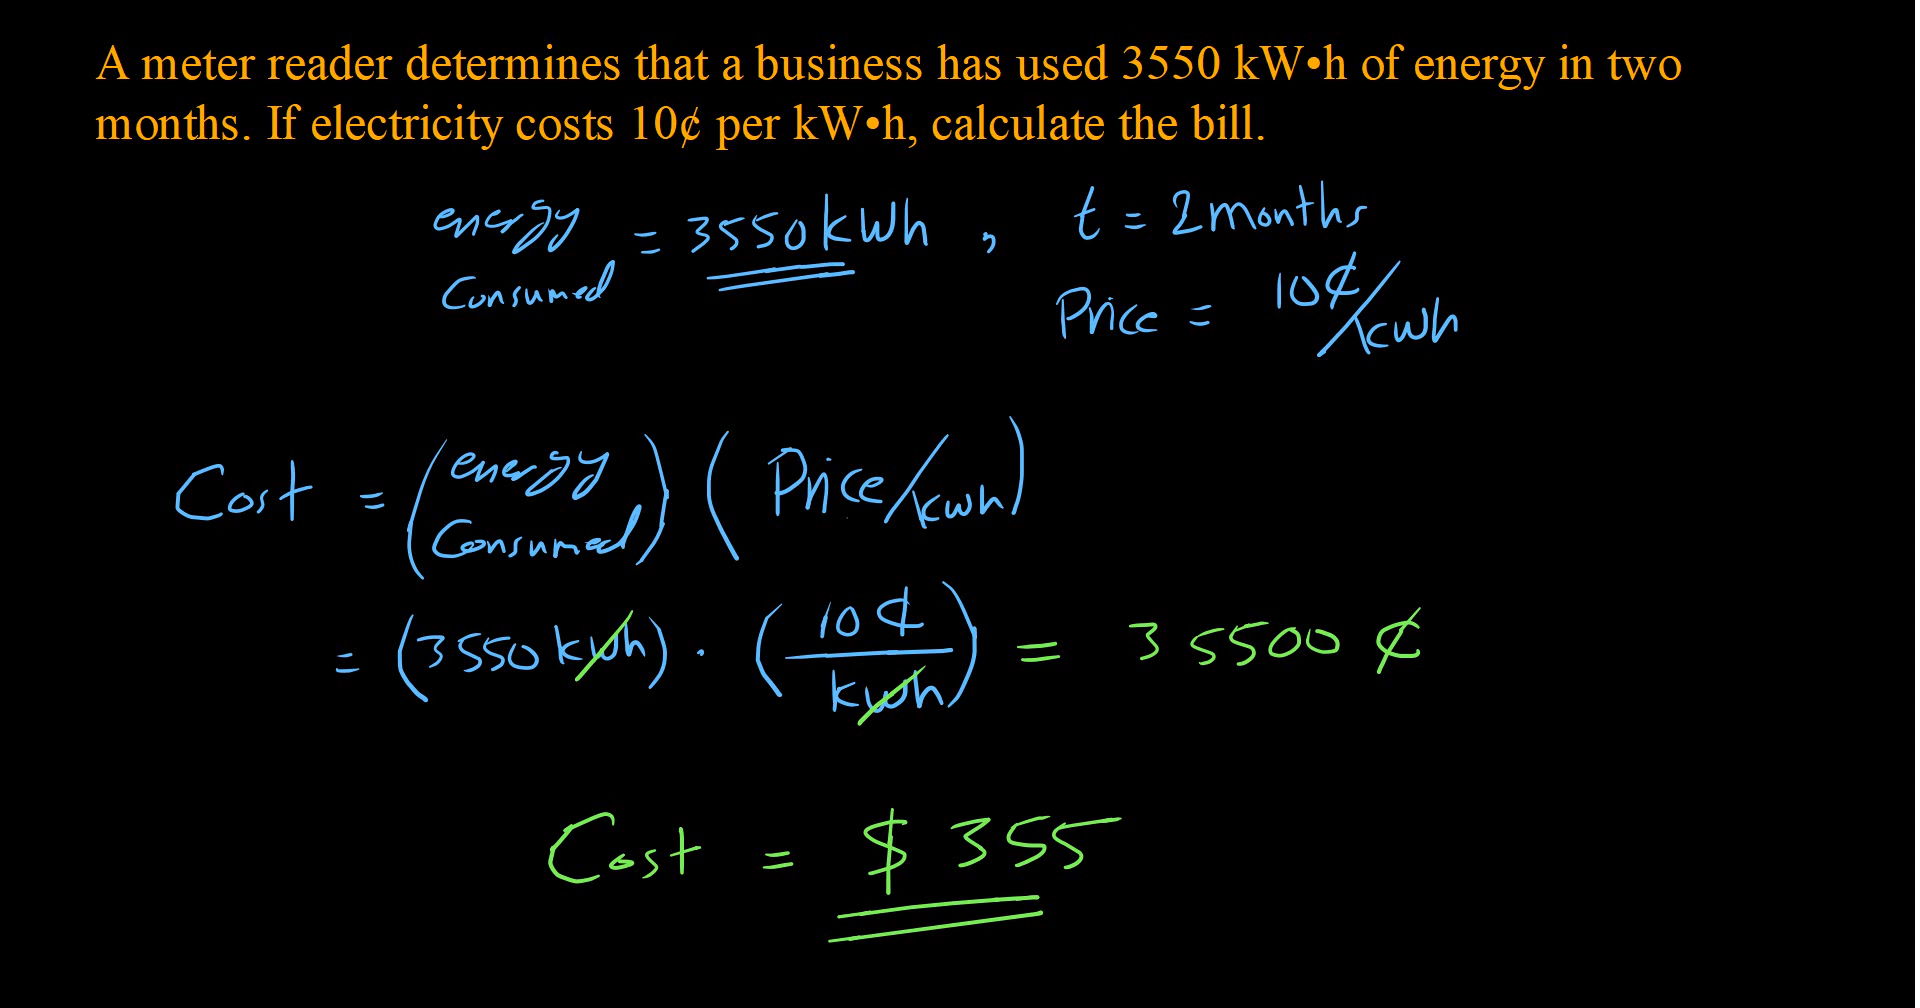 A meter reader determines that a business has used 3550 kW•h of energy in two
months. If electricity costs 10¢ per kW•h, calculate the bill.
energy consumed = 3550 kWh , t = 2 months
Price = 10¢/kwh
Cost = (energy consumed) (Price/kwh)
= (3550 kwh) · (10¢/kwh) = 35500 ¢
Cost = $355